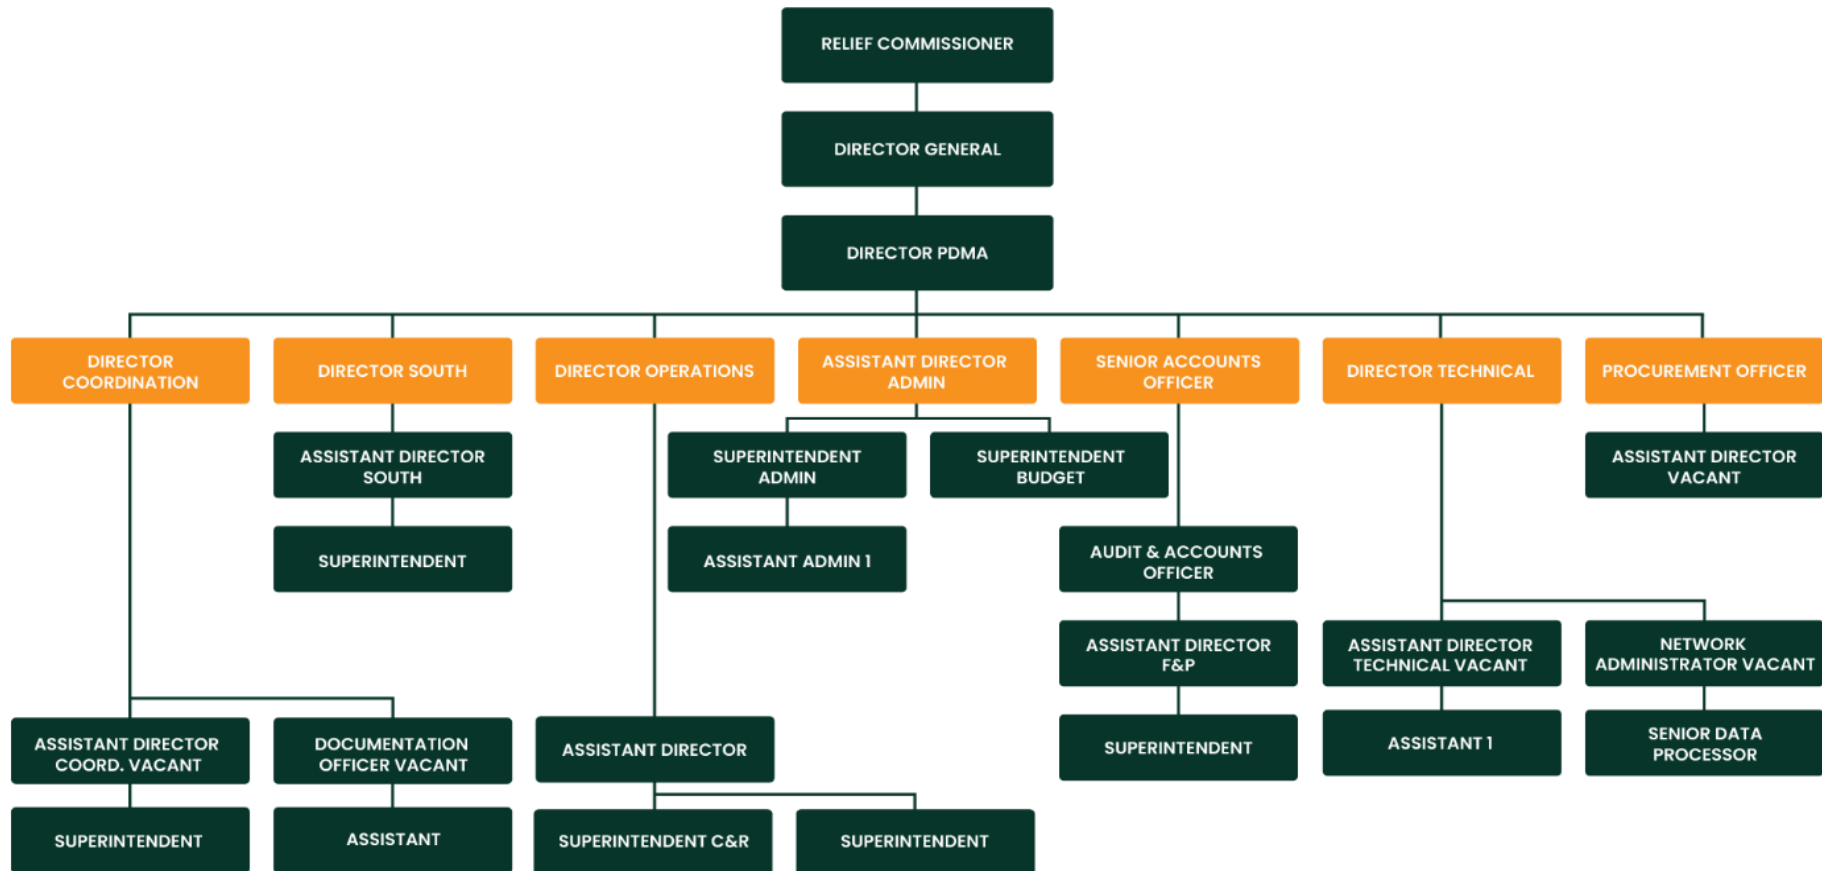 RELIEF COMMISSIONER
DIRECTOR GENERAL
DIRECTOR PDMA
DIRECTOR
COORDINATION
DIRECTOR SOUTH
DIRECTOR OPERATIONS
ASSISTANT DIRECTOR
ADMIN
SENIOR ACCOUNTS
OFFICER
DIRECTOR TECHNICAL
PROCUREMENT OFFICER
ASSISTANT DIRECTOR
SOUTH
SUPERINTENDENT
ADMIN
SUPERINTENDENT
BUDGET
ASSISTANT DIRECTOR
VACANT
SUPERINTENDENT
ASSISTANT ADMIN 1
AUDIT & ACCOUNTS
OFFICER
ASSISTANT DIRECTOR
F&P
ASSISTANT DIRECTOR
TECHNICAL VACANT
NETWORK
ADMINISTRATOR VACANT
ASSISTANT DIRECTOR
COORD. VACANT
DOCUMENTATION
OFFICER VACANT
ASSISTANT DIRECTOR
SUPERINTENDENT
ASSISTANT 1
SENIOR DATA
PROCESSOR
SUPERINTENDENT
ASSISTANT
SUPERINTENDENT C&R
SUPERINTENDENT